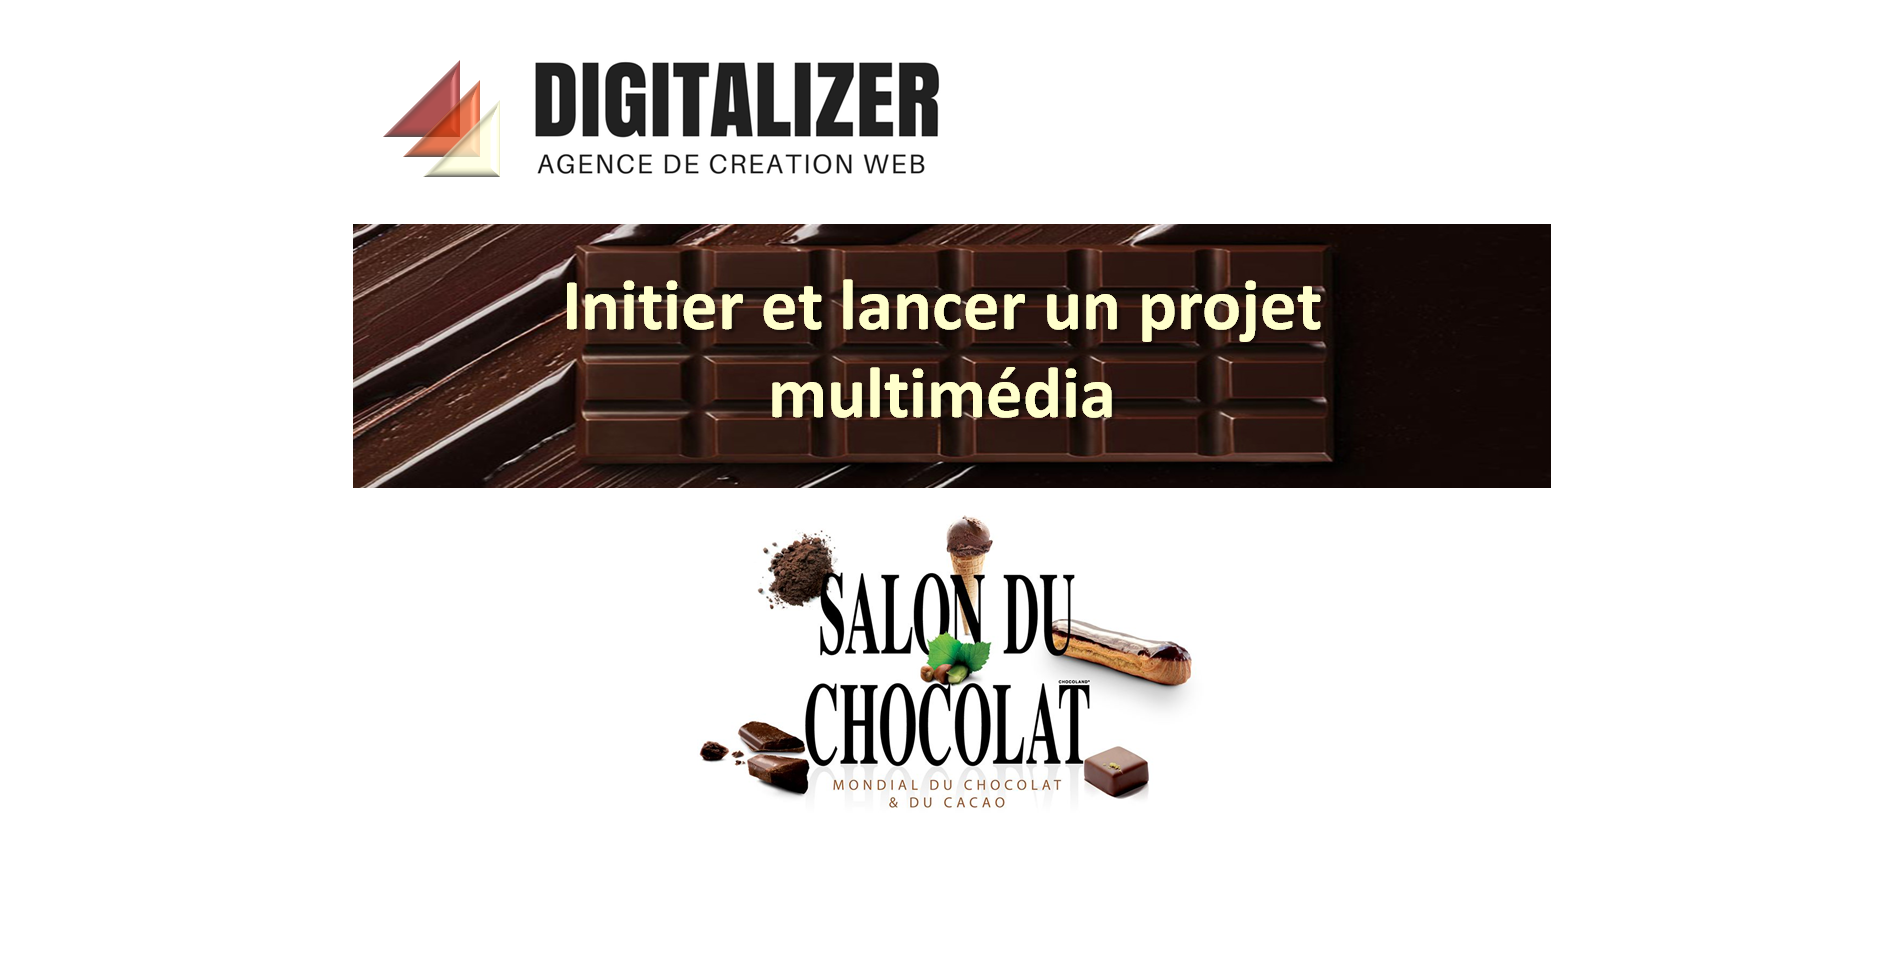 DIGITALIZER
AGENCE DE CREATION WEB
Initier et lancer un projet
multimédia
SALON DU
CHOCOLAND®
CHOCOLAT
MONDIAL DU CHOCOLAT
& DU CACAO